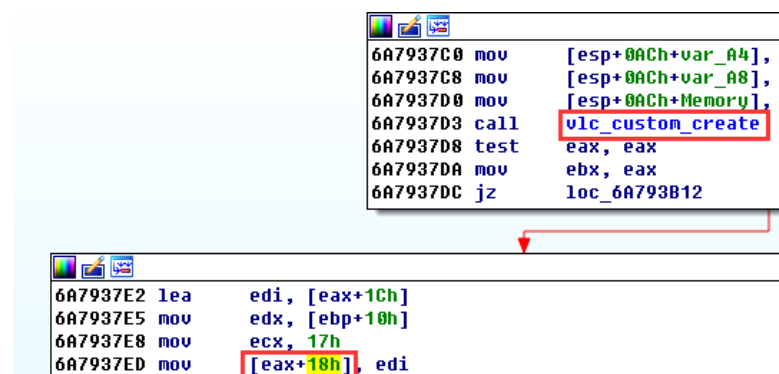 6A7937C0 mov [esp+0ACh+var_A4],
6A7937C8 mov [esp+0ACh+var_A8],
6A7937D0 mov [esp+0ACh+Memory],
6A7937D3 call vlc_custom_create
6A7937D8 test eax, eax
6A7937DA mov ebx, eax
6A7937DC jz loc_6A793B12
6A7937E2 lea edi, [eax+1Ch]
6A7937E5 mov edx, [ebp+10h]
6A7937E8 mov ecx, 17h
6A7937ED mov [eax+18h], edi